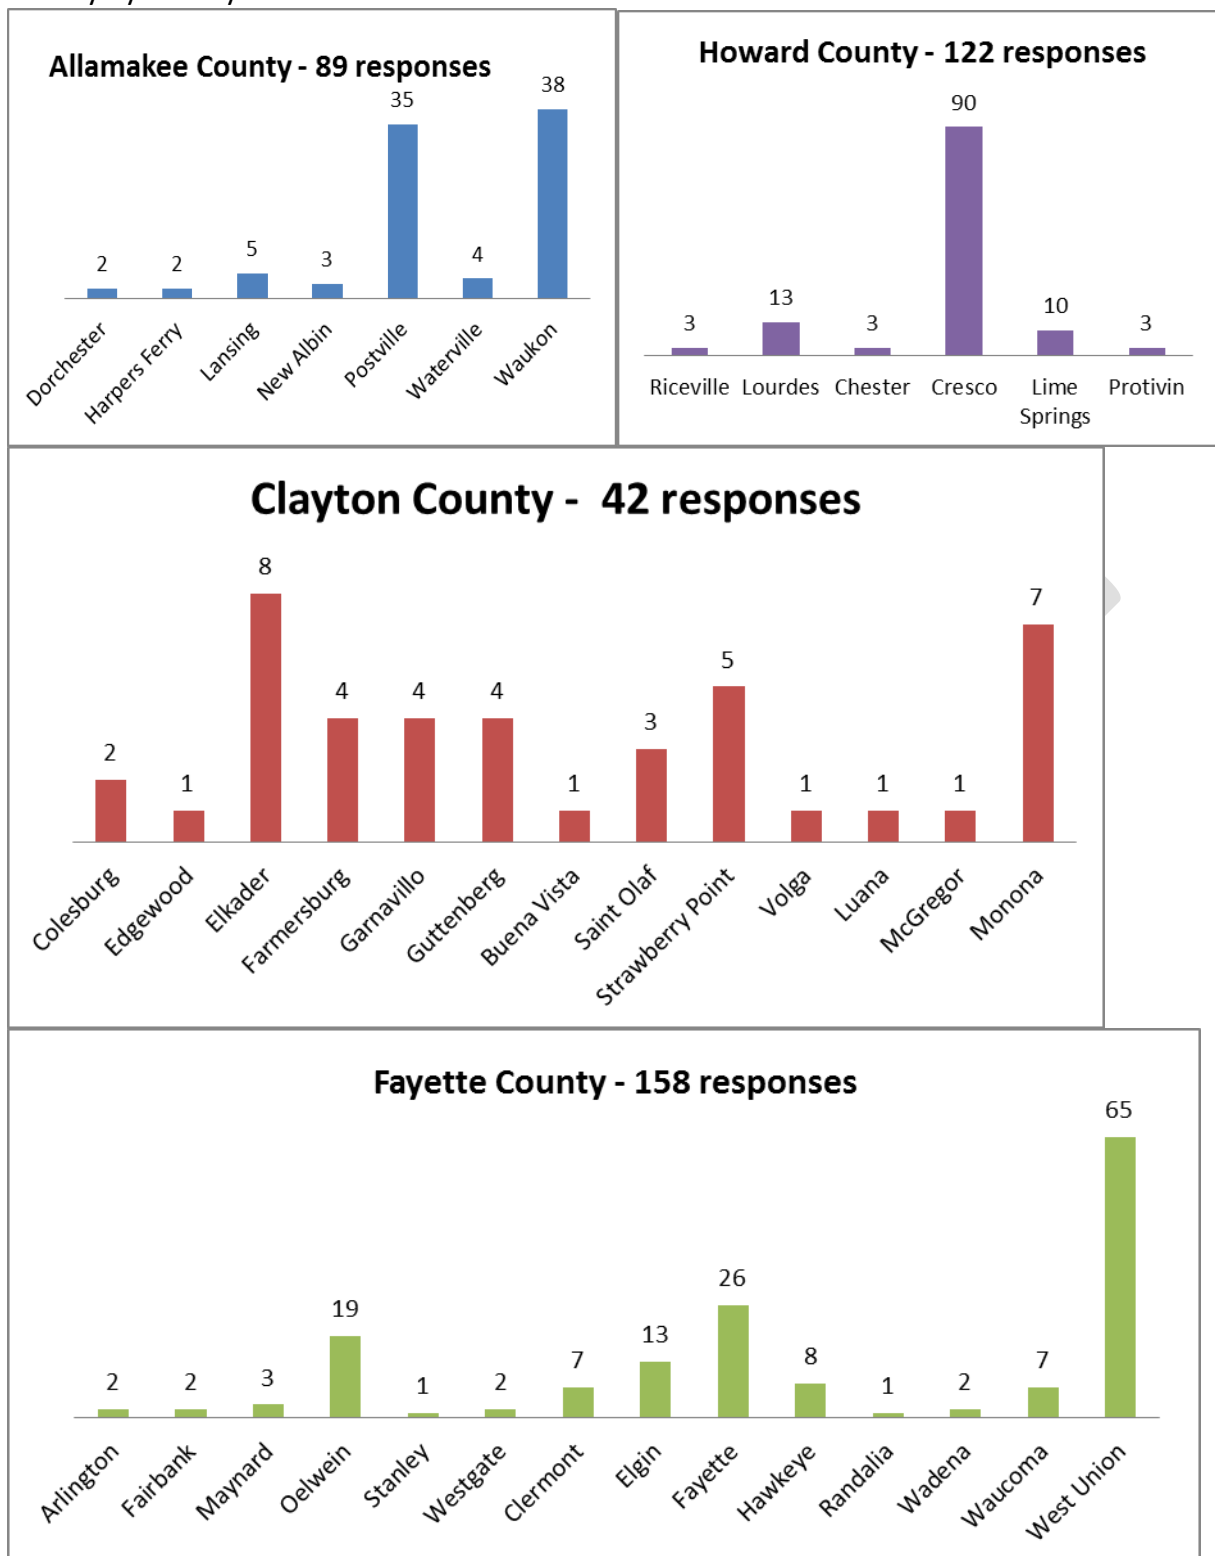 Allamakee County - 89 responses
2
2
5
3
35
4
38
Dorchester
Harpers Ferry
Lansing
New Albin
Postville
Waterville
Waukon
Howard County - 122 responses
3
13
3
90
10
3
Riceville
Lourdes
Chester
Cresco
Lime
Springs
Protivin
Clayton County -  42 responses
2
1
8
4
4
4
1
3
5
1
1
1
7
Colesburg
Edgewood
Elkader
Farmersburg
Garnavillo
Guttenberg
Buena Vista
Saint Olaf
Strawberry Point
Volga
Luana
McGregor
Monona
Fayette County - 158 responses
2
2
3
19
1
2
7
13
26
8
1
2
7
65
Arlington
Fairbank
Maynard
Oelwein
Stanley
Westgate
Clermont
Elgin
Fayette
Hawkeye
Randalia
Wadena
Waucoma
West Union